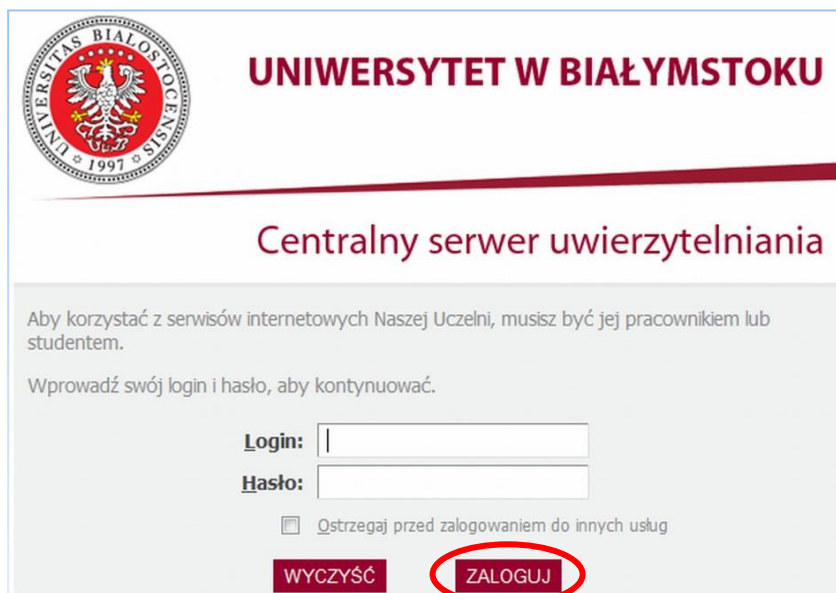 UNIVERSITAS BIALOSTOCENSIS
1997
UNIWERSYTET W BIAŁYMSTOKU
Centralny serwer uwierzytelniania
Aby korzystać z serwisów internetowych Naszej Uczelni, musisz być jej pracownikiem lub
studentem.
Wprowadź swój login i hasło, aby kontynuować.
Login:
Hasło:
Ostrzegaj przed zalogowaniem do innych usług
WYCZYŚĆ ZALOGUJ